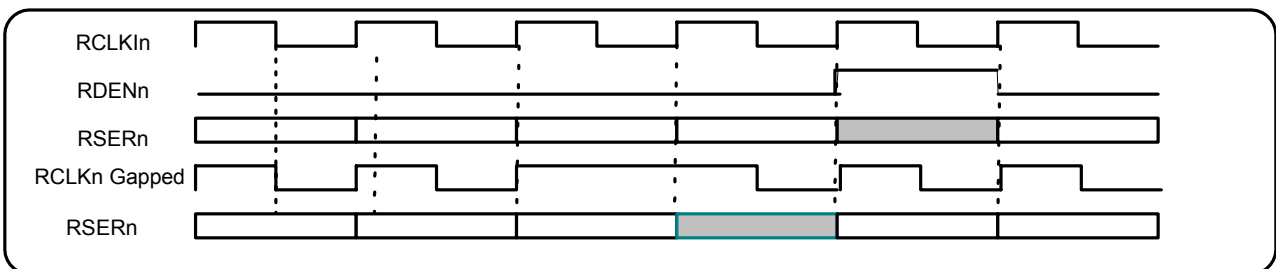 RCLKIn
RDENn
RSERn
RCLKn Gapped
RSERn